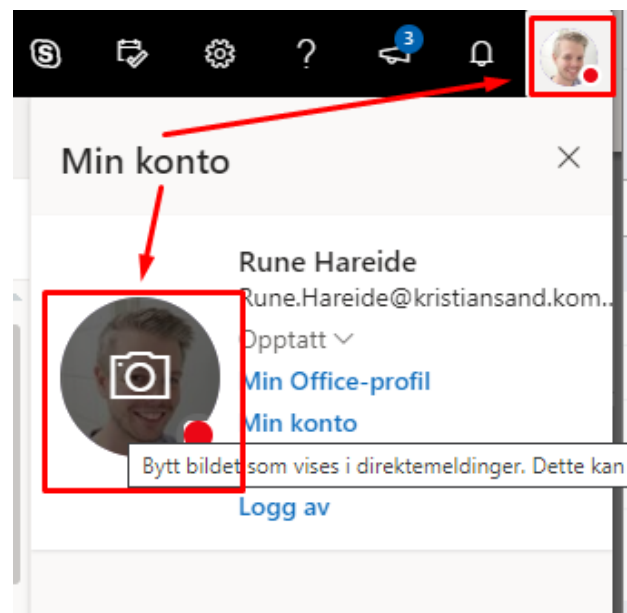 3
Min konto
Rune Hareide
Rune.Hareide@kristiansand.kom...
Opptatt
Min Office-profil
Min konto
Bytt bildet som vises i direktemeldinger. Dette kan
Logg av